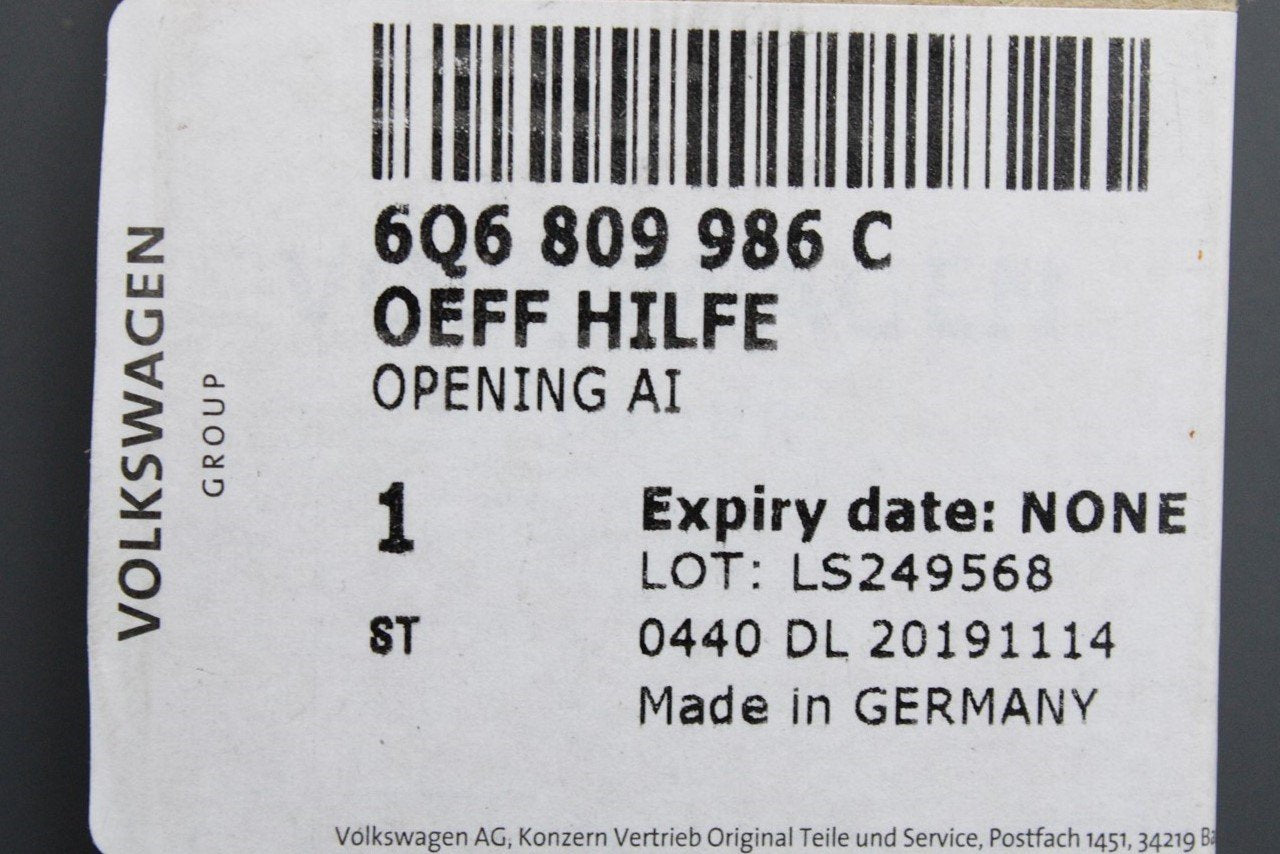 VOLKSWAGEN
GROUP
6Q6 809 986 C
OEFF HILFE
OPENING AI
1
Expiry date: NONE
LOT: LS249568
ST
0440 DL 20191114
Made in GERMANY
Volkswagen AG, Konzern Vertrieb Original Teile und Service, Postfach 1451, 34219